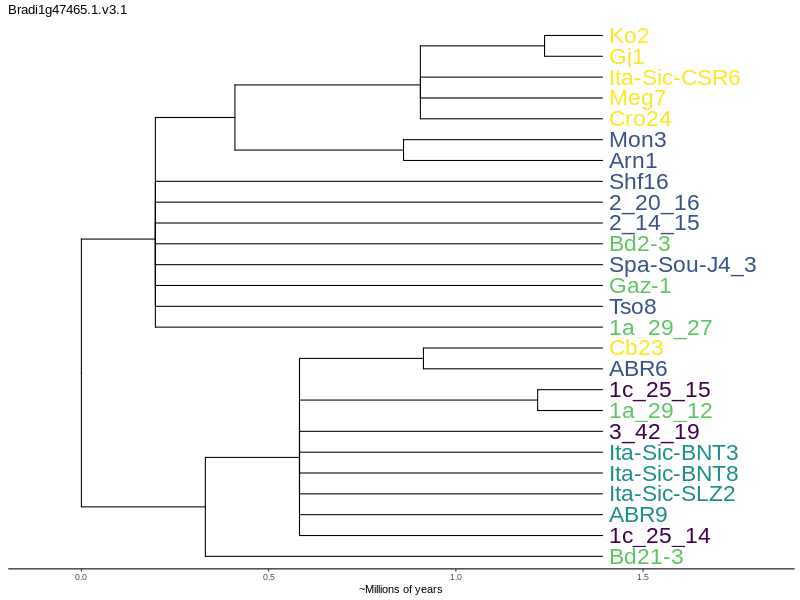 Bradi1g47465.1.v3.1
Ko2
Gj1
Ita-Sic-CSR6
Meg7
Cro24
Mon3
Arn1
Shf16
2_20_16
2_14_15
Bd2-3
Spa-Sou-J4_3
Gaz-1
Tso8
1a_29_27
Cb23
ABR6
1c_25_15
1a_29_12
3_42_19
Ita-Sic-BNT3
Ita-Sic-BNT8
Ita-Sic-SLZ2
ABR9
1c_25_14
Bd21-3
0.0 0.5 1.0 1.5
~Millions of years